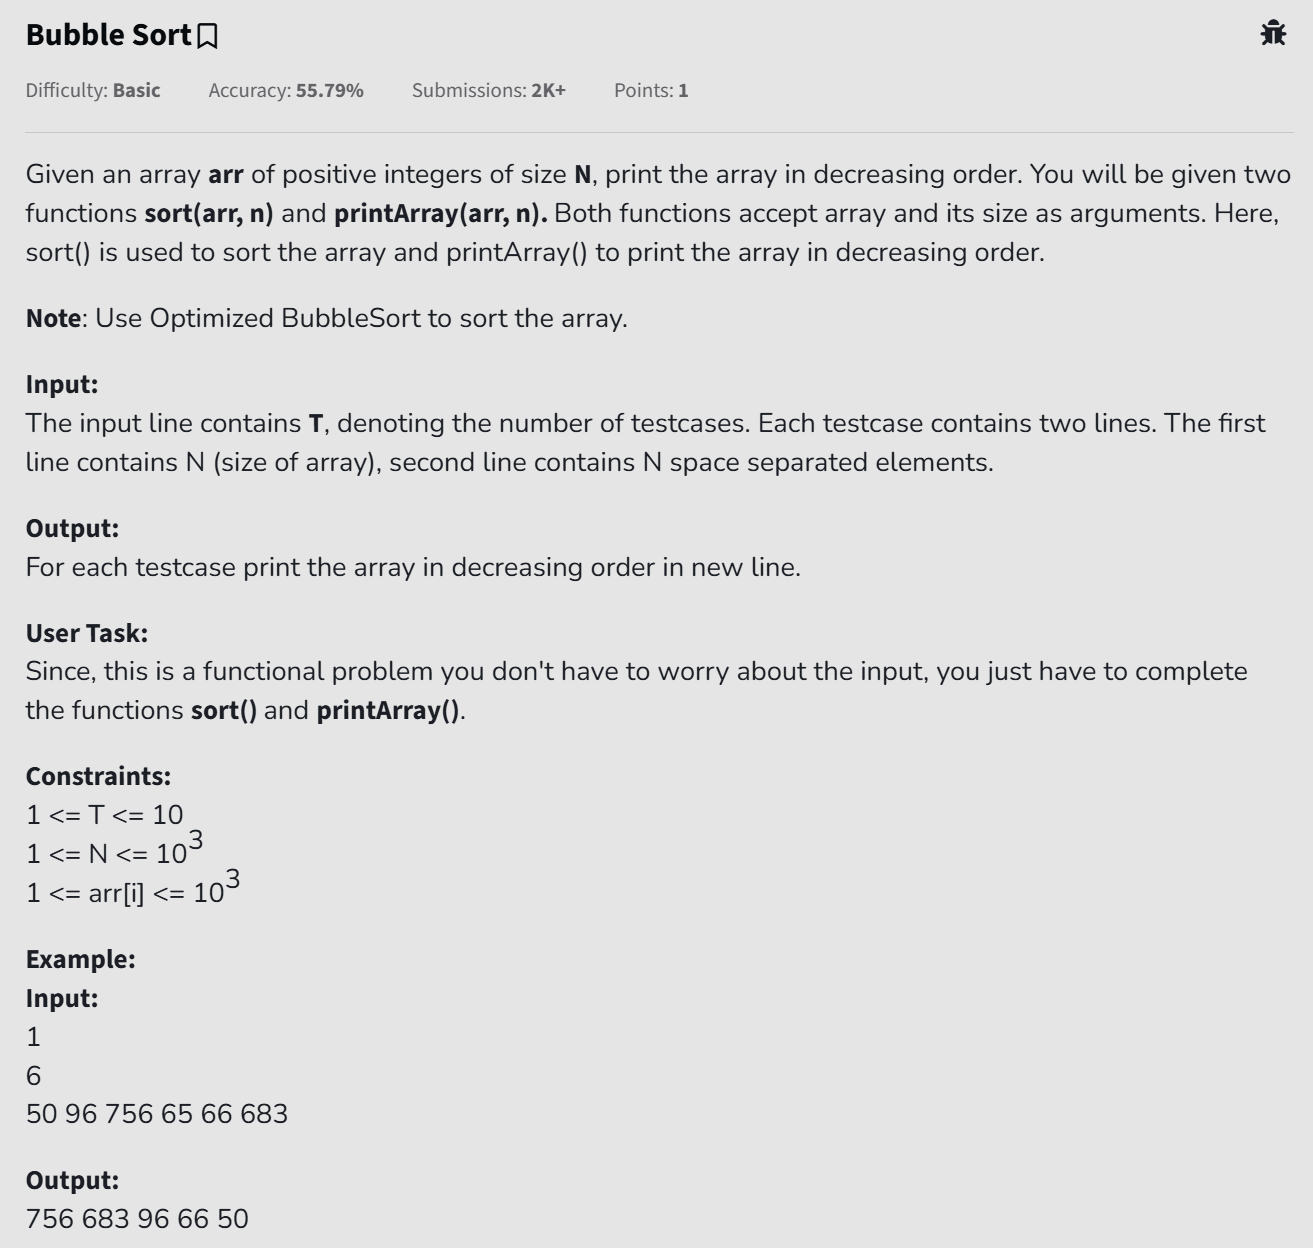 Bubble Sort
Difficulty: Basic Accuracy: 55.79% Submissions: 2K+ Points: 1
Given an array arr of positive integers of size N, print the array in decreasing order. You will be given two
functions sort(arr, n) and printArray(arr, n). Both functions accept array and its size as arguments. Here,
sort() is used to sort the array and printArray() to print the array in decreasing order.
Note: Use Optimized BubbleSort to sort the array.
Input:
The input line contains T, denoting the number of testcases. Each testcase contains two lines. The first
line contains N (size of array), second line contains N space separated elements.
Output:
For each testcase print the array in decreasing order in new line.
User Task:
Since, this is a functional problem you don't have to worry about the input, you just have to complete
the functions sort() and printArray().
Constraints:
1 <= T <= 10
1 <= N <= 10³
1 <= arr[i] <= 10³
Example:
Input:
1
6
50 96 756 65 66 683
Output:
756 683 96 66 50